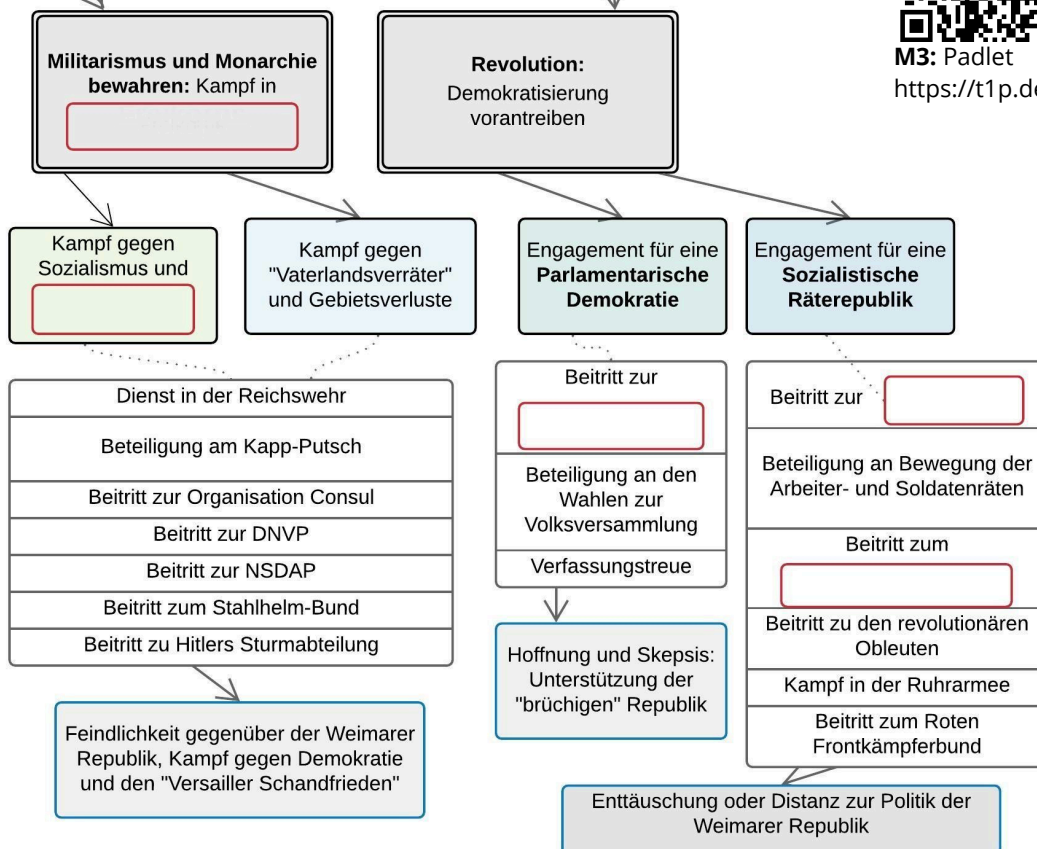 M3: Padlet
https://t1p.de
Militarismus und Monarchie
bewahren: Kampf in
Revolution:
Demokratisierung
vorantreiben
Kampf gegen
Sozialismus und
Kampf gegen
"Vaterlandsverräter"
und Gebietsverluste
Engagement für eine
Parlamentarische
Demokratie
Engagement für eine
Sozialistische
Räterepublik
Dienst in der Reichswehr
Beteiligung am Kapp-Putsch
Beitritt zur Organisation Consul
Beitritt zur DNVP
Beitritt zur NSDAP
Beitritt zum Stahlhelm-Bund
Beitritt zu Hitlers Sturmabteilung
Beitritt zur
Beteiligung an den
Wahlen zur
Volksversammlung
Verfassungstreue
Beitritt zur
Beteiligung an Bewegung der
Arbeiter- und Soldatenräten
Beitritt zum
Beitritt zu den revolutionären
Obleuten
Kampf in der Ruhrarmee
Beitritt zum Roten
Frontkämpferbund
Feindlichkeit gegenüber der Weimarer
Republik, Kampf gegen Demokratie
und den "Versailler Schandfrieden"
Hoffnung und Skepsis:
Unterstützung der
"brüchigen" Republik
Enttäuschung oder Distanz zur Politik der
Weimarer Republik